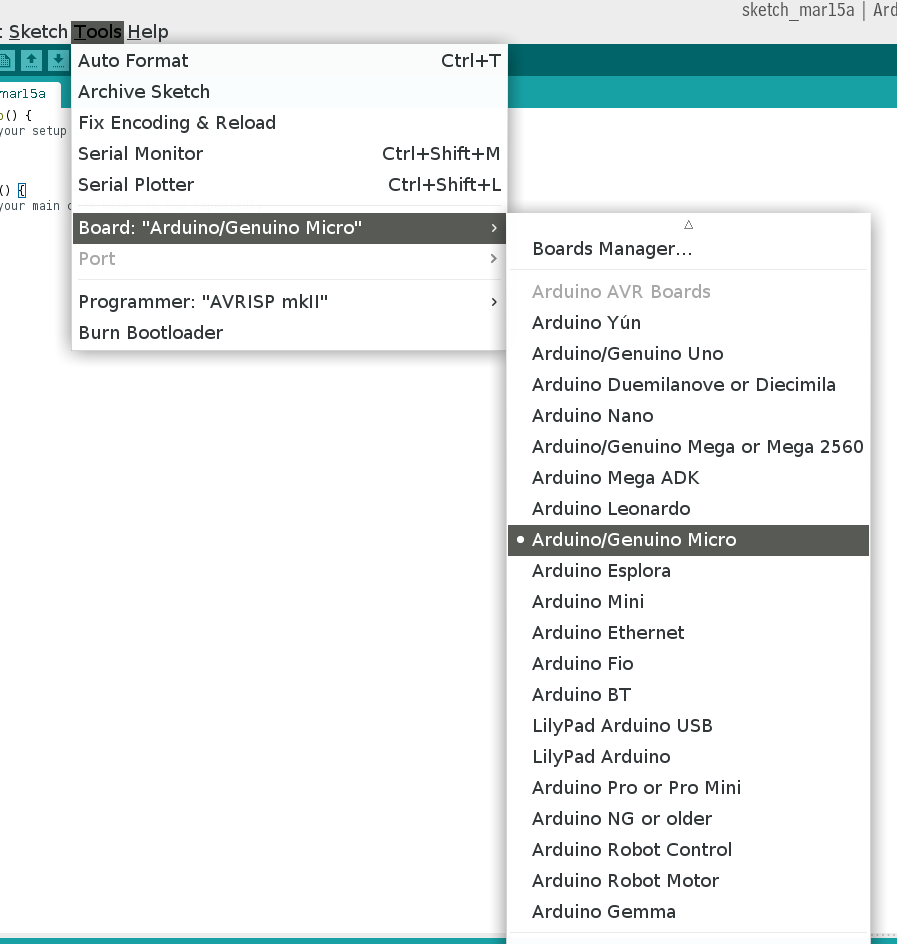 sketch_mar15a | Ard
Sketch Tools Help
Auto Format Ctrl+T
Archive Sketch
Fix Encoding & Reload
Serial Monitor Ctrl+Shift+M
Serial Plotter Ctrl+Shift+L
Board: "Arduino/Genuino Micro"
Port
Programmer: "AVRISP mkII"
Burn Bootloader
mar15a
() {
your setup
() {
your main c
Boards Manager...
Arduino AVR Boards
Arduino Yún
Arduino/Genuino Uno
Arduino Duemilanove or Diecimila
Arduino Nano
Arduino/Genuino Mega or Mega 2560
Arduino Mega ADK
Arduino Leonardo
Arduino/Genuino Micro
Arduino Esplora
Arduino Mini
Arduino Ethernet
Arduino Fio
Arduino BT
LilyPad Arduino USB
LilyPad Arduino
Arduino Pro or Pro Mini
Arduino NG or older
Arduino Robot Control
Arduino Robot Motor
Arduino Gemma